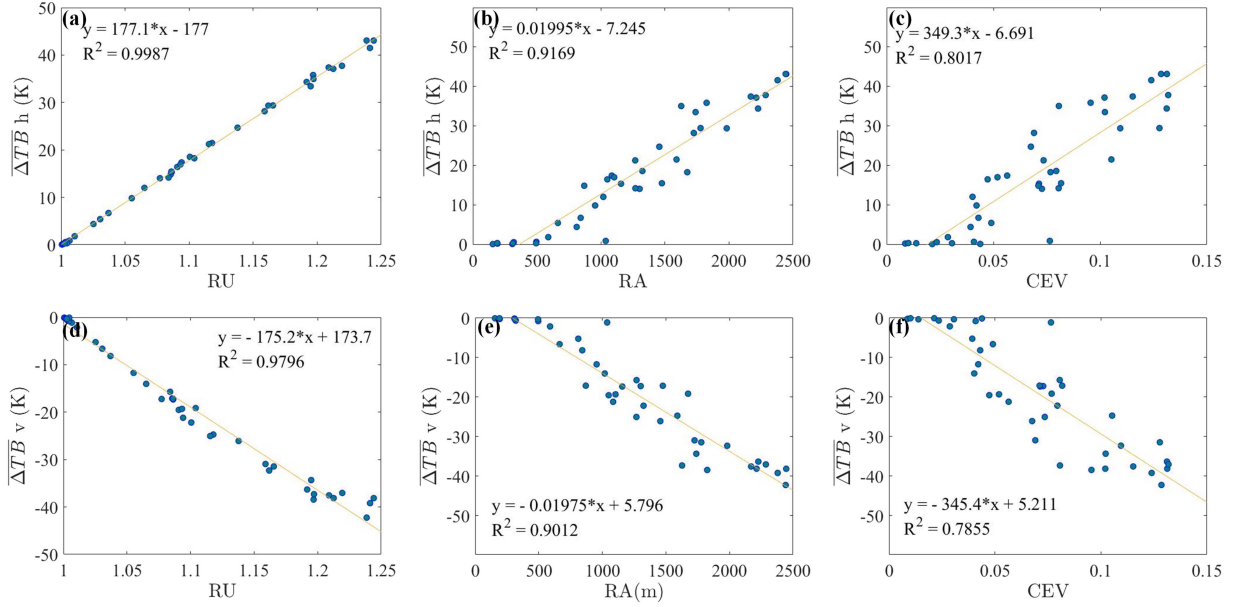 (a)
y = 177.1*x - 177
R² = 0.9987
50
40
30
20
10
0
ΔTB h (K)
1
1.05
1.1
1.15
1.2
1.25
RU
(b)
y = 0.01995*x - 7.245
R² = 0.9169
60
50
40
30
20
10
0
ΔTB h (K)
0
500
1000
1500
2000
2500
RA
(c)
y = 349.3*x - 6.691
R² = 0.8017
60
50
40
30
20
10
0
ΔTB h (K)
0
0.05
0.1
0.15
CEV
(d)
y = - 175.2*x + 173.7
R² = 0.9796
0
-10
-20
-30
-40
-50
ΔTB v (K)
1
1.05
1.1
1.15
1.2
1.25
RU
(e)
y = - 0.01975*x + 5.796
R² = 0.9012
0
-10
-20
-30
-40
-50
ΔTB v (K)
0
500
1000
1500
2000
2500
RA(m)
(f)
y = - 345.4*x + 5.211
R² = 0.7855
0
-10
-20
-30
-40
-50
ΔTB v (K)
0
0.05
0.1
0.15
CEV